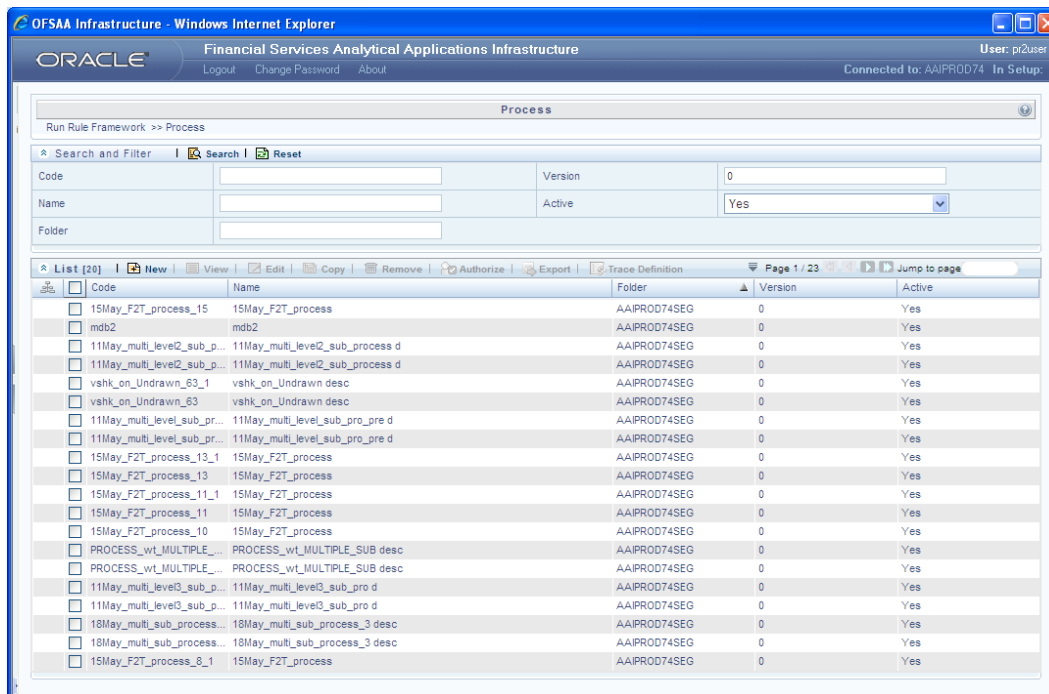 OFSAA Infrastructure - Windows Internet Explorer
ORACLE
Financial Services Analytical Applications Infrastructure
User: pr2user
Logout Change Password About
Connected to: AAIPROD74 In Setup:
Process
Run Rule Framework >> Process
Search and Filter | Search | Reset
Code Version 0
Name Active Yes
Folder
List [20] | New | View | Edit | Copy | Remove | Authorize | Export | Trace Definition Page 1 / 23 Jump to page
Code Name Folder Version Active
15May_F2T_process_15 15May_F2T_process AAIPROD74SEG 0 Yes
mdb2 mdb2 AAIPROD74SEG 0 Yes
11May_multi_level2_sub_p... 11May_multi_level2_sub_process d AAIPROD74SEG 0 Yes
11May_multi_level2_sub_p... 11May_multi_level2_sub_process d AAIPROD74SEG 0 Yes
vshk_on_Undrawn_63_1 vshk_on_Undrawn desc AAIPROD74SEG 0 Yes
vshk_on_Undrawn_63 vshk_on_Undrawn desc AAIPROD74SEG 0 Yes
11May_multi_level_sub_pr... 11May_multi_level_sub_pro_pre d AAIPROD74SEG 0 Yes
11May_multi_level_sub_pr... 11May_multi_level_sub_pro_pre d AAIPROD74SEG 0 Yes
15May_F2T_process_13_1 15May_F2T_process AAIPROD74SEG 0 Yes
15May_F2T_process_13 15May_F2T_process AAIPROD74SEG 0 Yes
15May_F2T_process_11_1 15May_F2T_process AAIPROD74SEG 0 Yes
15May_F2T_process_11 15May_F2T_process AAIPROD74SEG 0 Yes
15May_F2T_process_10 15May_F2T_process AAIPROD74SEG 0 Yes
PROCESS_wt_MULTIPLE_... PROCESS_wt_MULTIPLE_SUB desc AAIPROD74SEG 0 Yes
PROCESS_wt_MULTIPLE_... PROCESS_wt_MULTIPLE_SUB desc AAIPROD74SEG 0 Yes
11May_multi_level3_sub_p... 11May_multi_level3_sub_pro d AAIPROD74SEG 0 Yes
11May_multi_level3_sub_p... 11May_multi_level3_sub_pro d AAIPROD74SEG 0 Yes
18May_multi_sub_process... 18May_multi_sub_process_3 desc AAIPROD74SEG 0 Yes
18May_multi_sub_process... 18May_multi_sub_process_3 desc AAIPROD74SEG 0 Yes
15May_F2T_process_8_1 15May_F2T_process AAIPROD74SEG 0 Yes